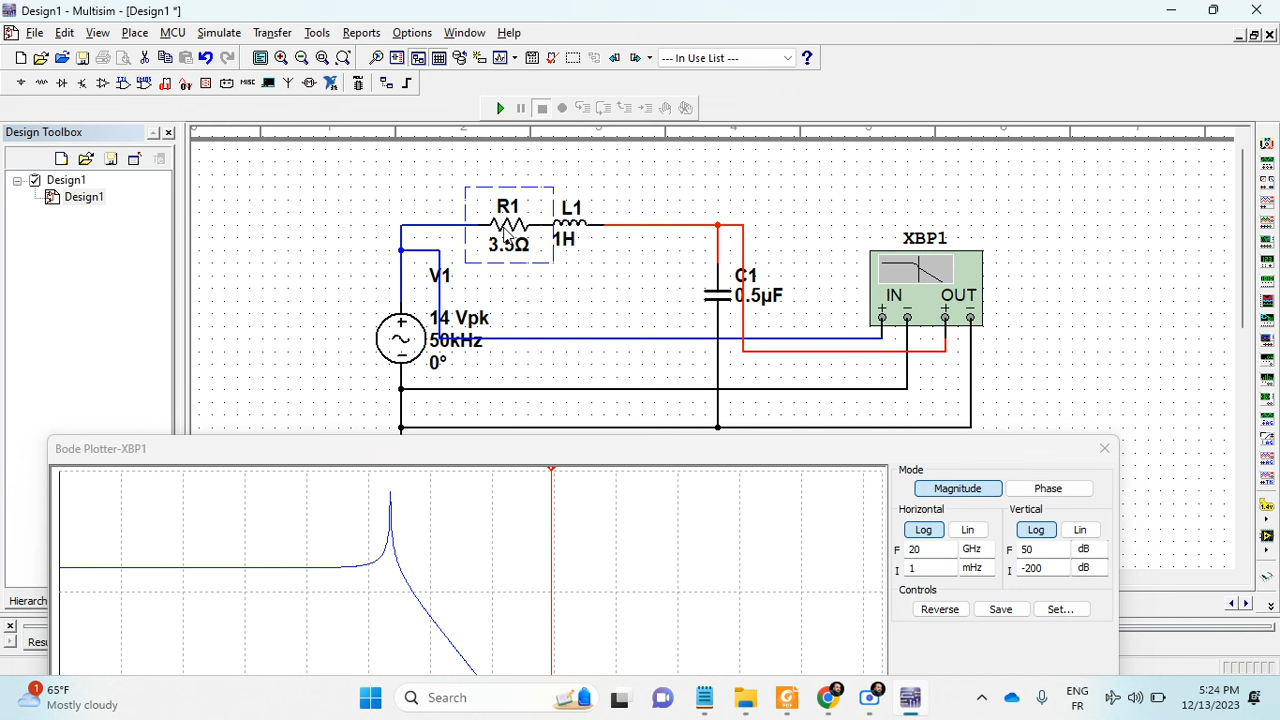 Design1 - Multisim - [Design1 *]
File Edit View Place MCU Simulate Transfer Tools Reports Options Window Help
--- In Use List ---
MISC
Design Toolbox
Design1
Design1
R1
3.5Ω
L1
1H
V1
14 Vpk
50kHz
0°
C1
0.5µF
XBP1
IN OUT
Bode Plotter-XBP1
Mode
Magnitude Phase
Horizontal Vertical
Log Lin Log Lin
F 20 GHz F 50 dB
I 1 mHz I -200 dB
Controls
Reverse Save Set...
Hierarch
Resu
65°F
Mostly cloudy
1
Search
ENG
FR
5:24 PM
12/13/2023